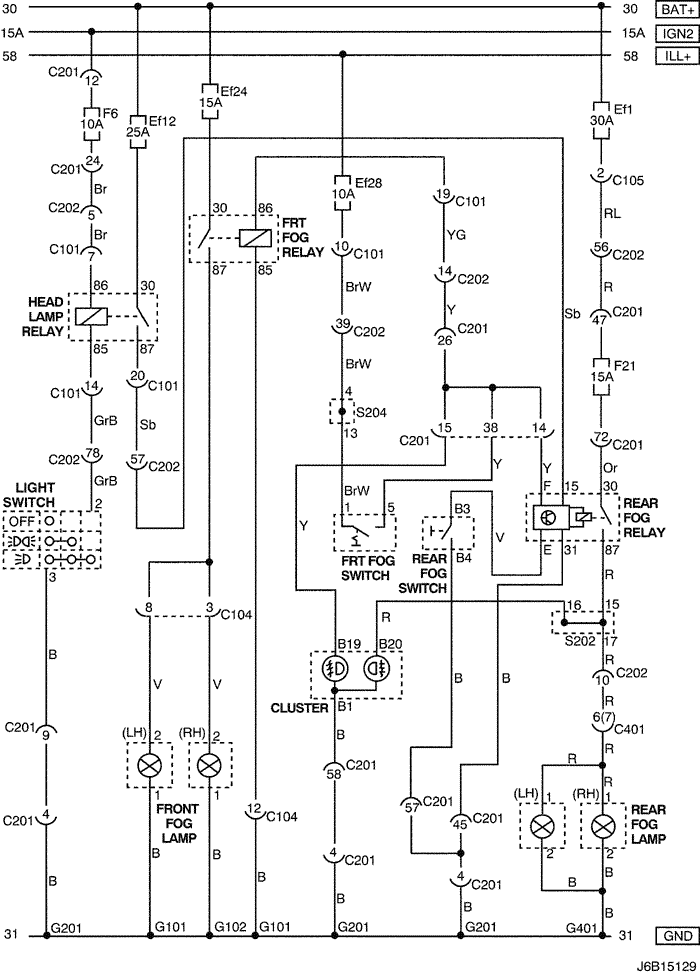 30 30 BAT+
15A 15A IGN2
58 58 ILL+
C201 12
F6 10A
25A Ef12
15A Ef24
Ef1 30A
24 C201
Br
C202 5
Br
C101 7
10A Ef28
19 C101
2 C105
RL
30 86
FRT FOG RELAY
87 85
10 C101
YG
56 C202
BrW
14 C202
R
86 30
HEAD LAMP RELAY
85 87
39 C202
Y
C201 26
Sb
47 C201
BrW
F21 15A
14 C101
20 C101
4
S204
13
GrB
Sb
C201 15 38 14
72 C201
78 C202
57 C202
Y
Y
Or
GrB
BrW
F 15 30
LIGHT SWITCH
2
OFF
1 5
B3
REAR FOG RELAY
Y
V
FRT FOG SWITCH
REAR FOG SWITCH
B4
E 31 87
3
R
8 3 C104
R
16 15
S202 17
B
B19 B20
R
V V
B B
C202 10
CLUSTER
B1
R
C201 9
(LH) 2 (RH) 2
B
6(7) C401
58 C201
R R
R
1 1
FRONT FOG LAMP
C201 4
12 C104
57 C201
45 C201
(LH) 1 (RH) 1
REAR FOG LAMP
2 2
B B B
4 C201
4 C201
B
B
B
B
B
B
31 G201 G101 G102 G101 G201 G201 G401 31 GND
J6B15129